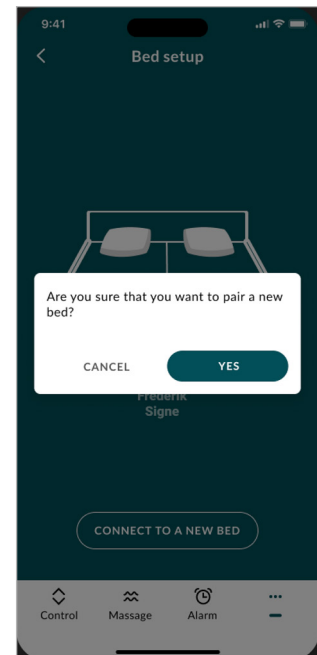 9:41
Bed setup
Are you sure that you want to pair a new
bed?
CANCEL
YES
Frederik
Signe
CONNECT TO A NEW BED
Control
Massage
Alarm